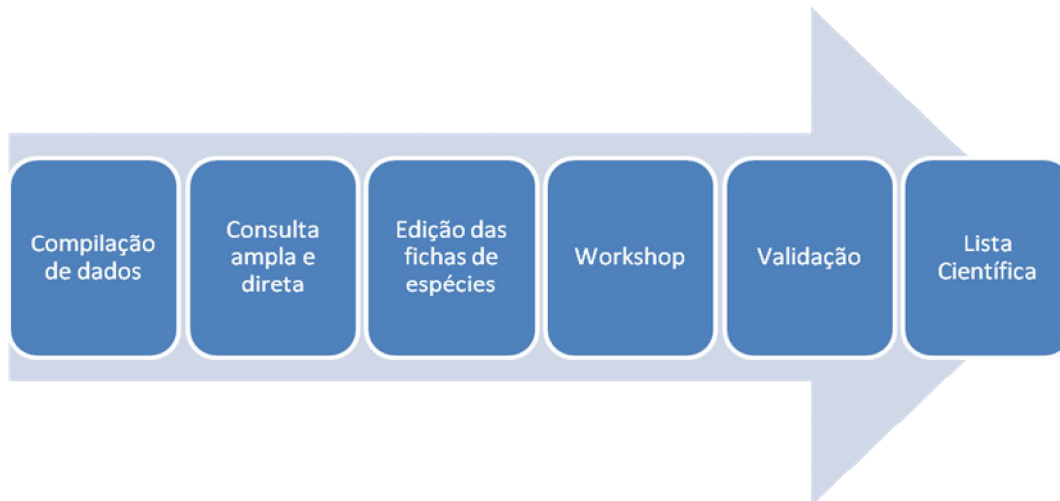 Compilação
de dados
Consulta
ampla e
direta
Edição das
fichas de
espécies
Workshop
Validação
Lista
Científica